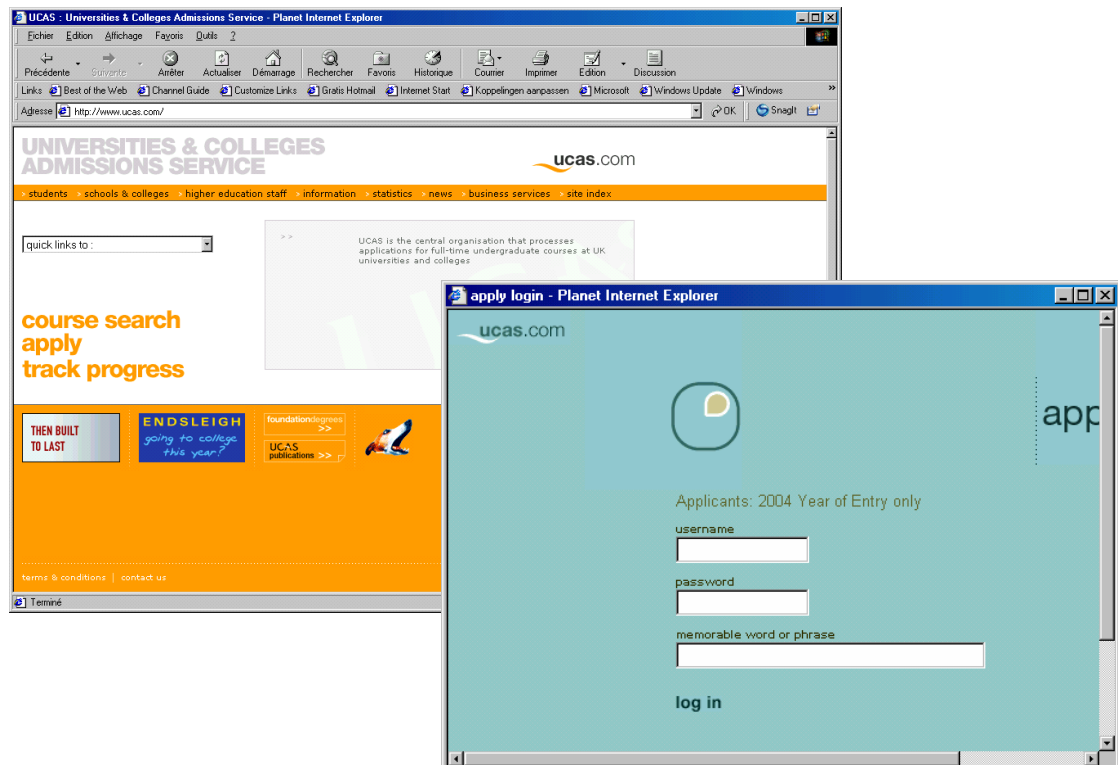 UCAS : Universities & Colleges Admissions Service - Planet Internet Explorer
Fichier Edition Affichage Favoris Outils ?
Précédente Suivante Arrêter Actualiser Démarrage Rechercher Favoris Historique Courrier Imprimer Edition Discussion
Links Best of the Web Channel Guide Customize Links Gratis Hotmail Internet Start Koppelingen aanpassen Microsoft Windows Update Windows »
Adresse http://www.ucas.com/ OK SnagIt
UNIVERSITIES & COLLEGES
ADMISSIONS SERVICE
ucas.com
> students > schools & colleges > higher education staff > information > statistics > news > business services > site index
quick links to :
>>
UCAS is the central organisation that processes
applications for full-time undergraduate courses at UK
universities and colleges
course search
apply
track progress
THEN BUILT
TO LAST
ENDSLEIGH
going to college
this year?
foundationdegrees
>>
UCAS
publications >>
terms & conditions | contact us
Terminé
apply login - Planet Internet Explorer
ucas.com
app
Applicants: 2004 Year of Entry only
username
password
memorable word or phrase
log in